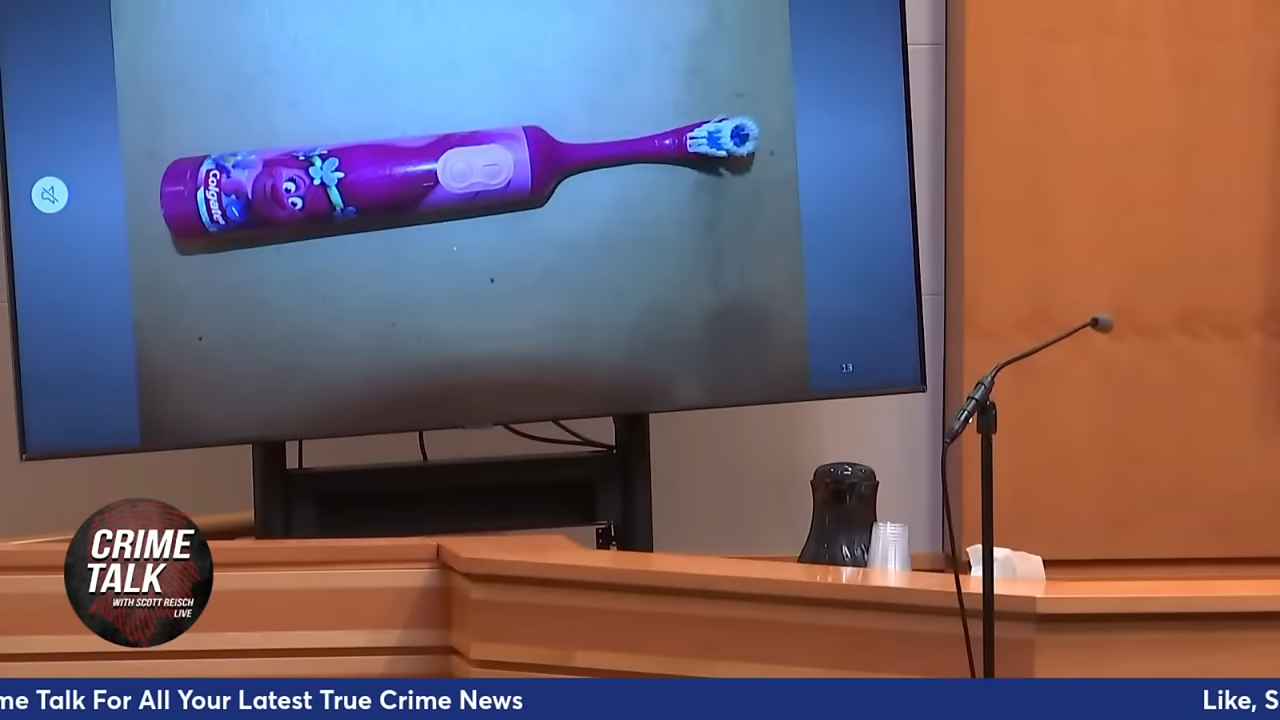 Colgate
13
CRIME
TALK
WITH SCOTT REISCH
LIVE
me Talk For All Your Latest True Crime News
Like, S